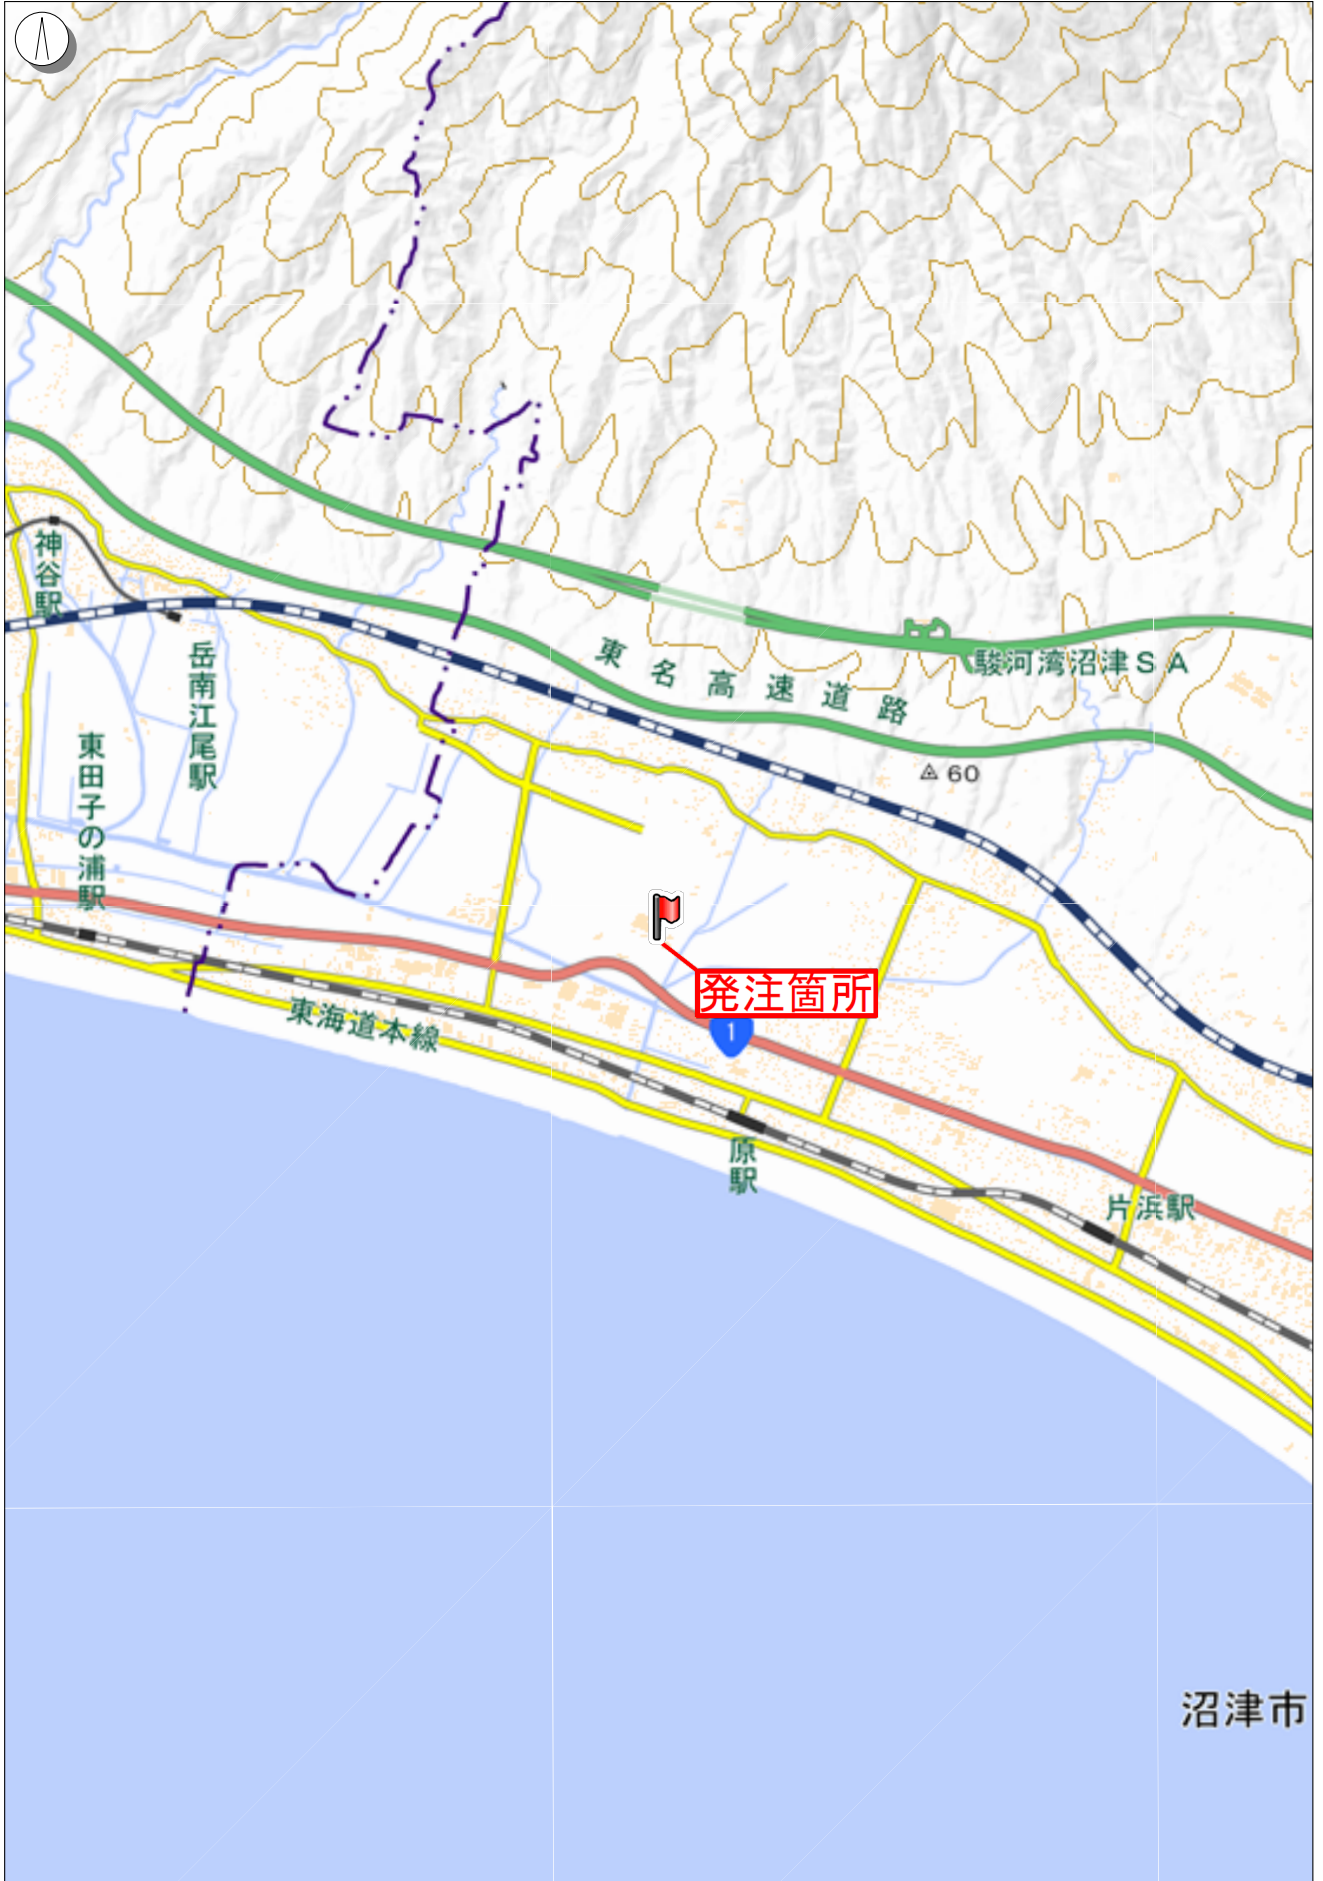 神谷駅
岳南江尾駅
東田子の浦駅
東名高速道路
駿河湾沼津SA
60
発注箇所
1
東海道本線
原駅
片浜駅
沼津市